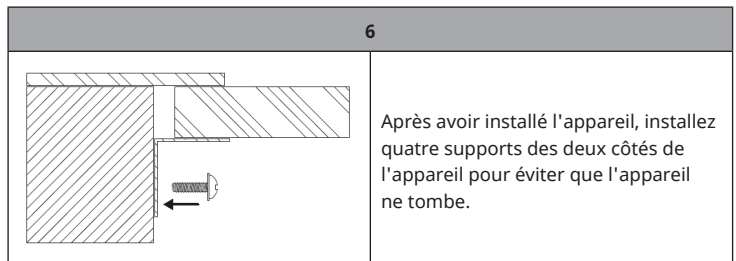 6
Après avoir installé l'appareil, installez
quatre supports des deux côtés de
l'appareil pour éviter que l'appareil
ne tombe.